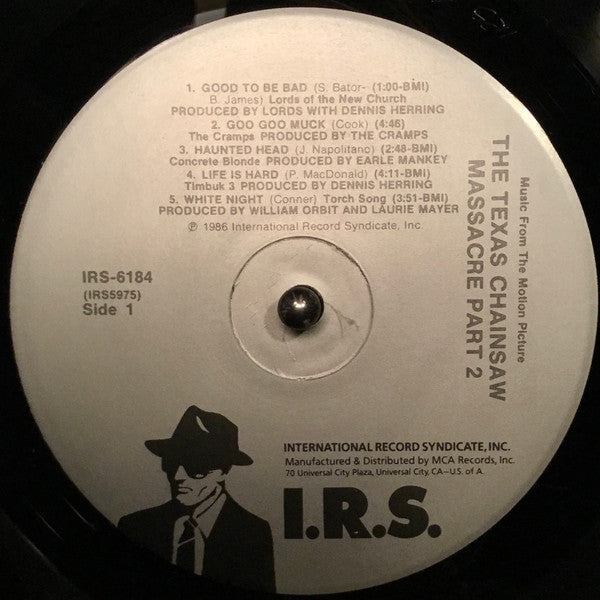 1. GOOD TO BE BAD (S. Bator- (1:00-BMI)
B. James) Lords of the New Church
PRODUCED BY LORDS WITH DENNIS HERRING
2. GOO GOO MUCK (Cook) (4:46)
The Cramps PRODUCED BY THE CRAMPS
3. HAUNTED HEAD (J. Napolitano) (2:48-BMI)
Concrete Blonde PRODUCED BY EARLE MANKEY
4. LIFE IS HARD (P. MacDonald) (4:11-BMI)
Timbuk 3 PRODUCED BY DENNIS HERRING
5. WHITE NIGHT (Conner) Torch Song (3:51-BMI)
PRODUCED BY WILLIAM ORBIT AND LAURIE MAYER
℗ 1986 International Record Syndicate, Inc.
Music From The Motion Picture
THE TEXAS CHAINSAW
MASSACRE PART 2
IRS-6184
(IRS5975)
Side 1
INTERNATIONAL RECORD SYNDICATE, INC.
Manufactured & Distributed by MCA Records, Inc.
70 Universal City Plaza, Universal City, CA–U.S. of A.
I.R.S.